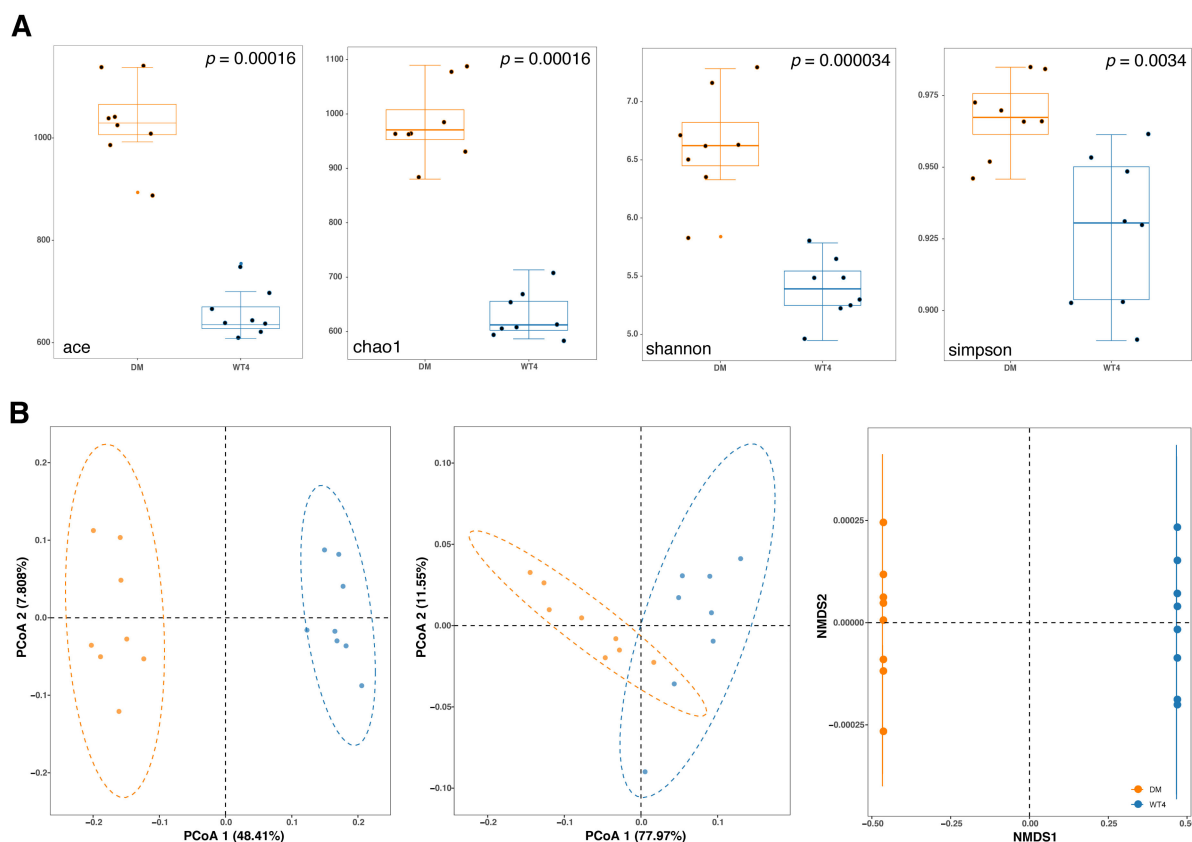 A
p = 0.00016
1000
800
600
ace
DM
WT4
p = 0.00016
1100
1000
900
800
700
600
chao1
DM
WT4
p = 0.000034
7.0
6.5
6.0
5.5
5.0
shannon
DM
WT4
p = 0.0034
0.975
0.950
0.925
0.900
simpson
DM
WT4
B
PCoA 2 (7.808%)
0.2
0.1
0.0
−0.1
−0.2
−0.2
−0.1
0.0
0.1
0.2
PCoA 1 (48.41%)
PCoA 2 (11.55%)
0.10
0.05
0.00
−0.05
−0.10
−0.2
−0.1
0.0
0.1
PCoA 1 (77.97%)
NMDS2
0.00025
0.00000
−0.00025
DM
WT4
−0.50
−0.25
0.00
0.25
0.50
NMDS1